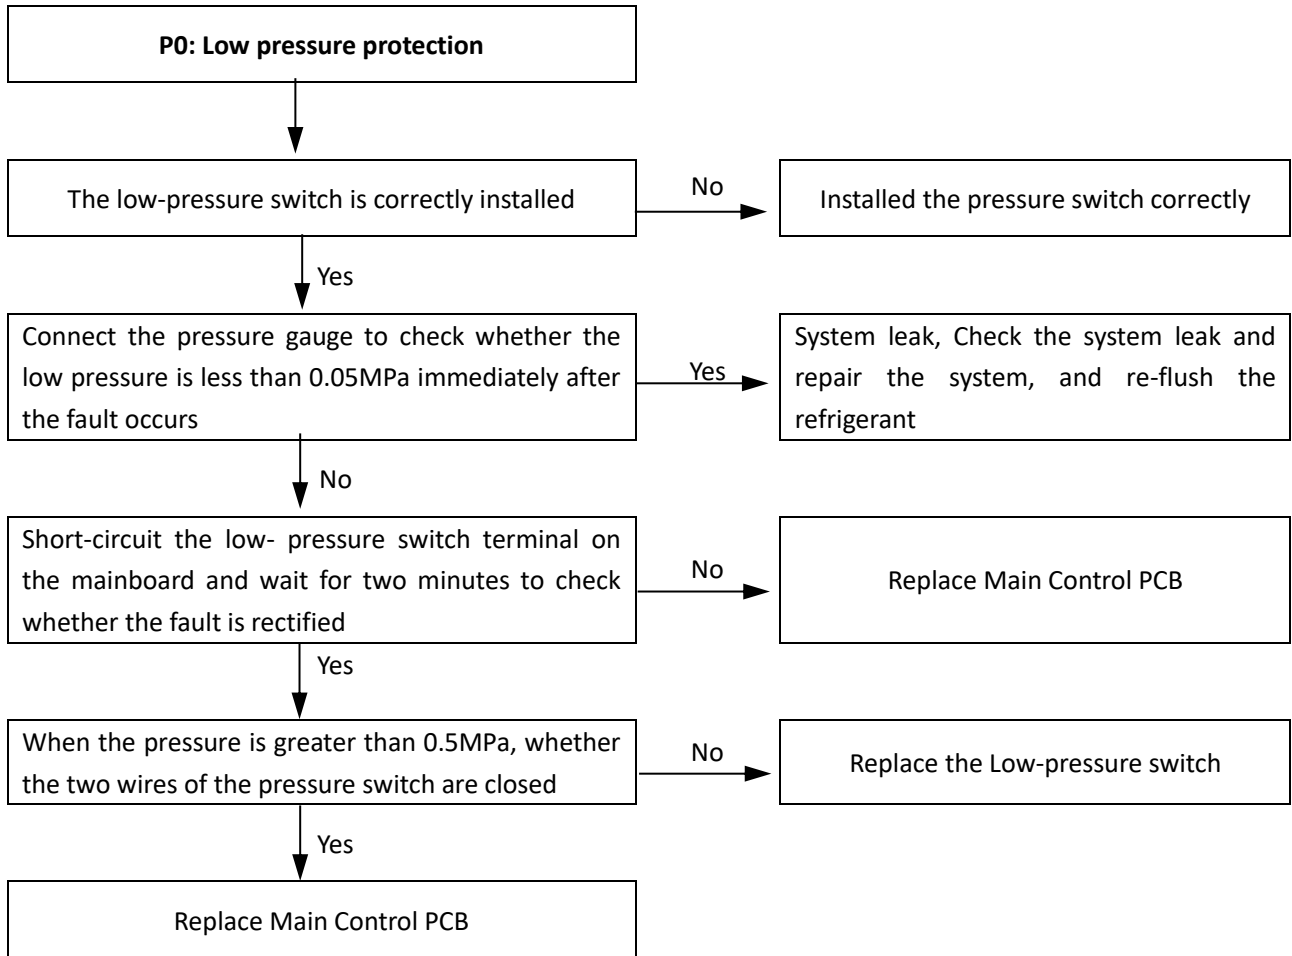 P0: Low pressure protection
The low-pressure switch is correctly installed
No
Installed the pressure switch correctly
Yes
Connect the pressure gauge to check whether the
low pressure is less than 0.05MPa immediately after
the fault occurs
Yes
System leak, Check the system leak and
repair the system, and re-flush the
refrigerant
No
Short-circuit the low- pressure switch terminal on
the mainboard and wait for two minutes to check
whether the fault is rectified
No
Replace Main Control PCB
Yes
When the pressure is greater than 0.5MPa, whether
the two wires of the pressure switch are closed
No
Replace the Low-pressure switch
Yes
Replace Main Control PCB